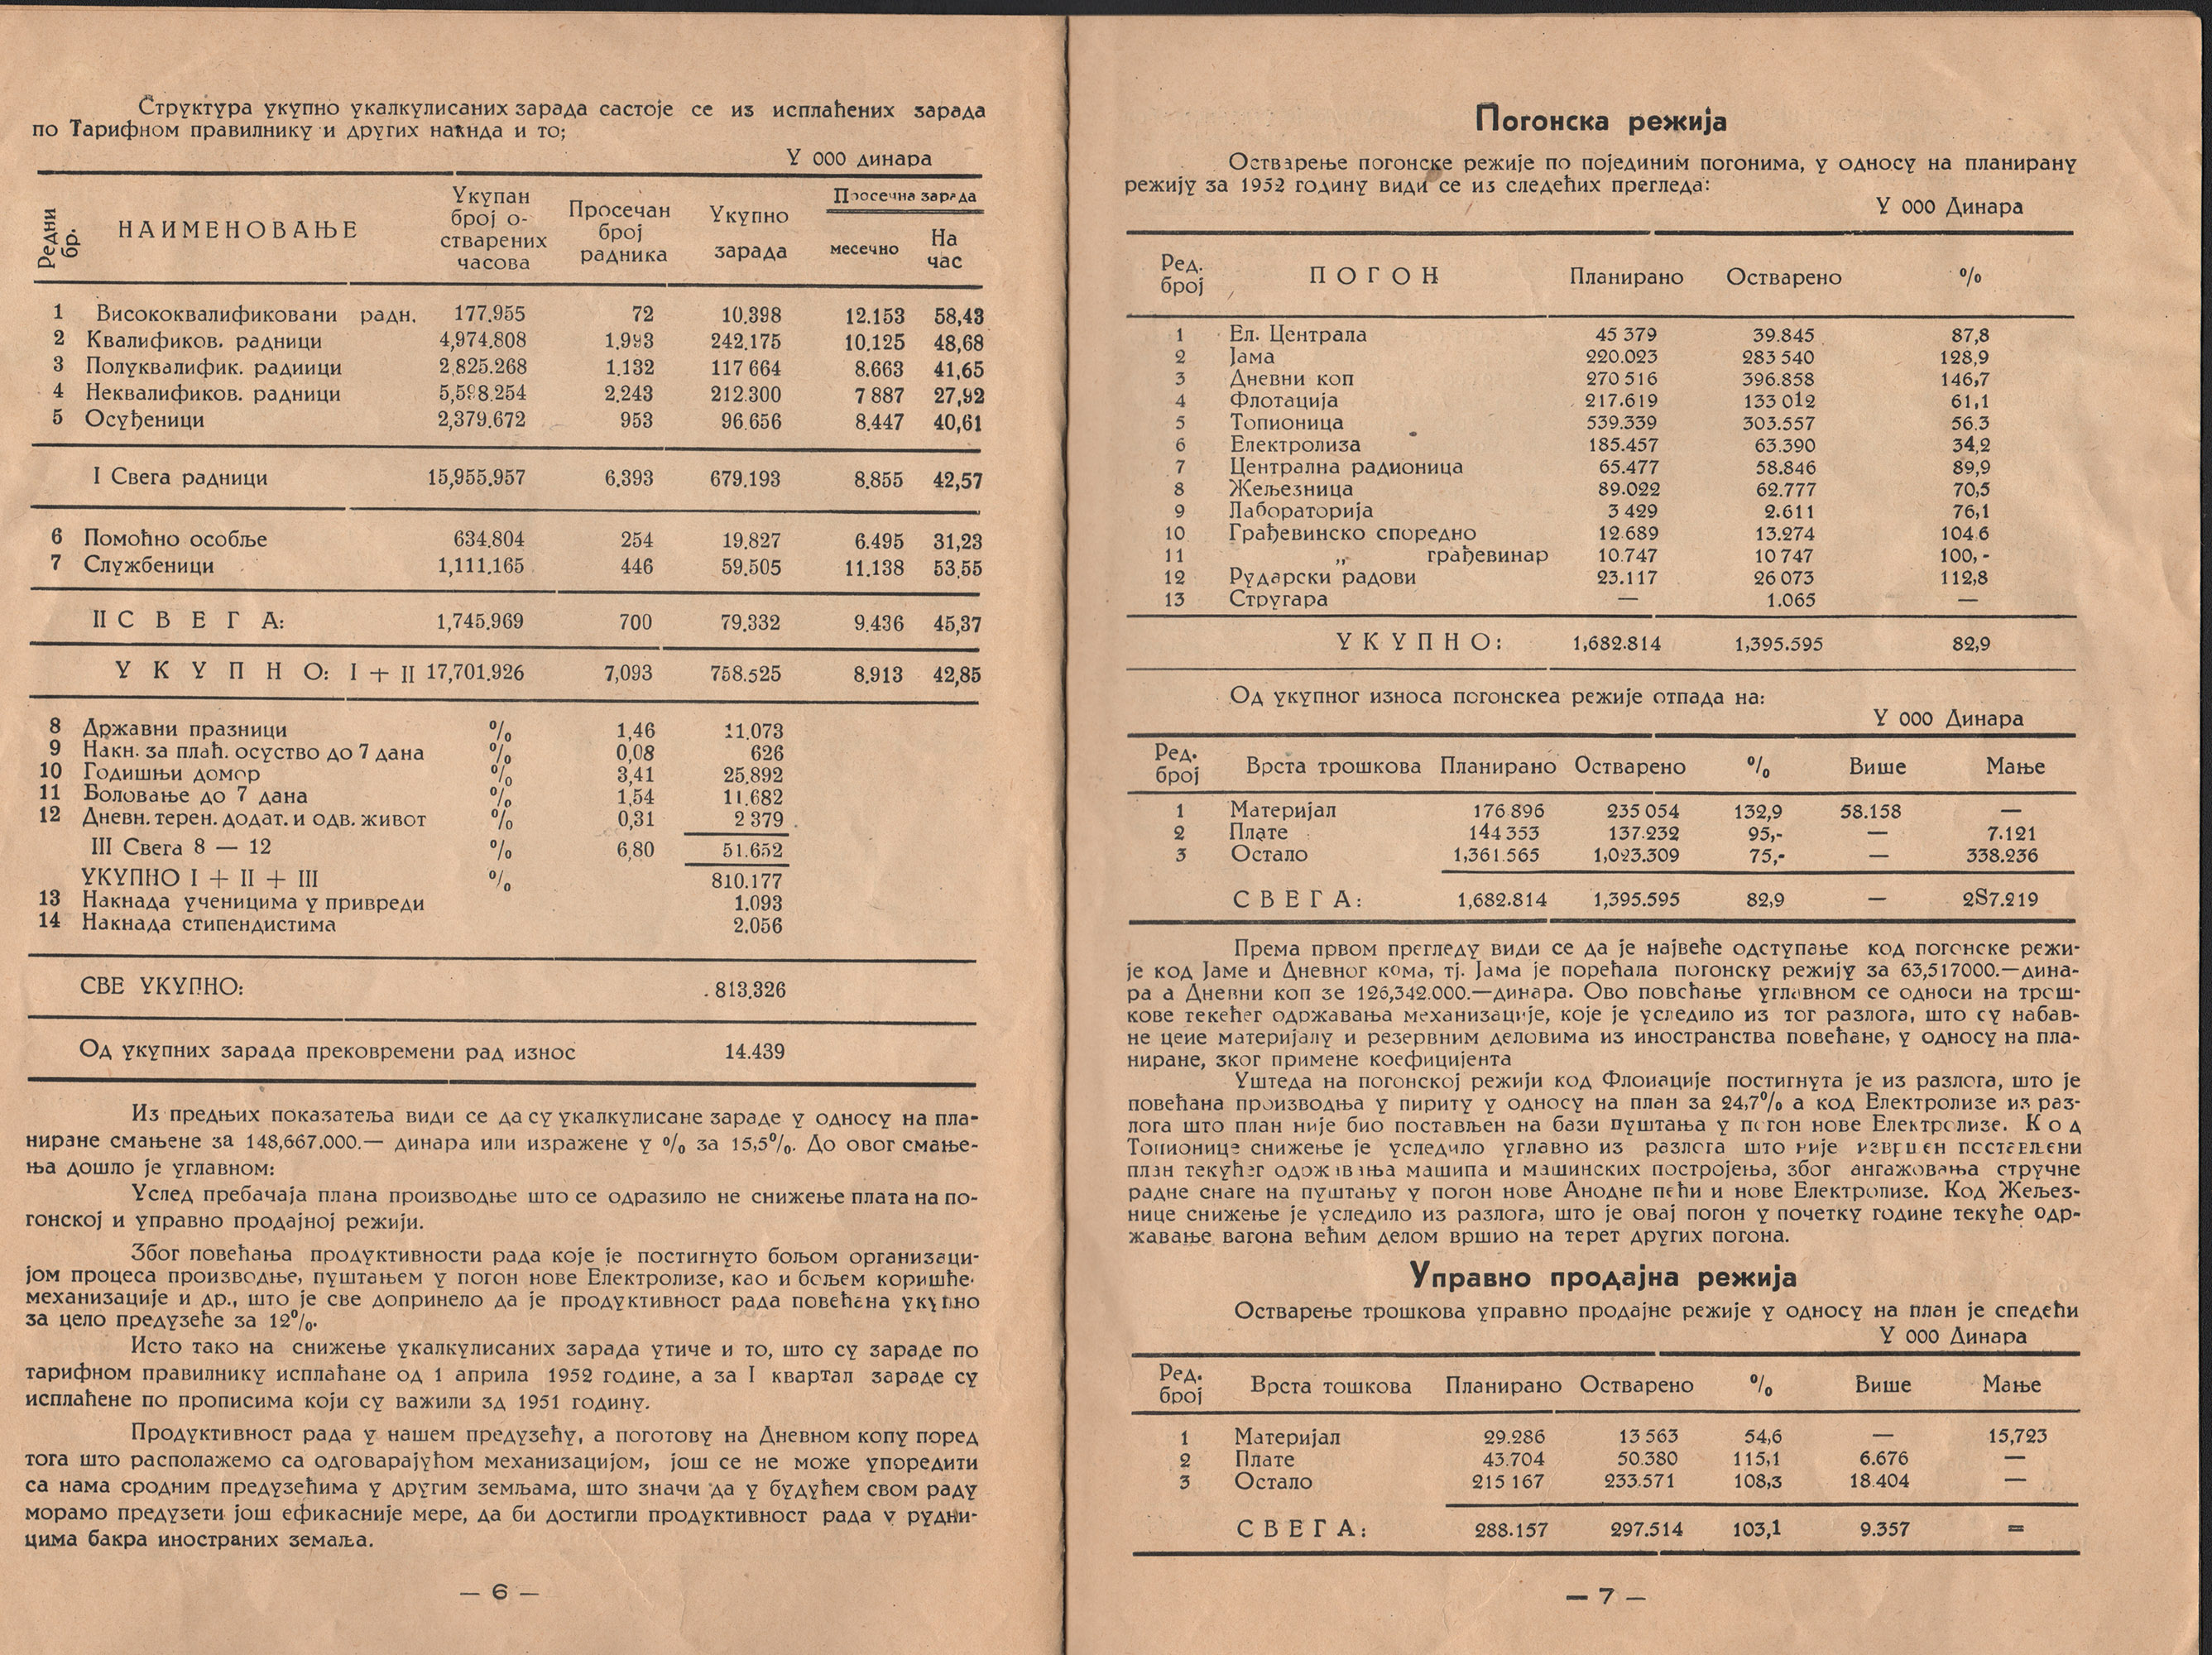 Структура укупно укалкулисаних зарада састоје се из исплаћених зарада
по Тарифном правилнику и других накнда и то;
У 000 динара
Редни бр.
НАИМЕНОВАЊЕ
Укупан број о- стварених часова
Просечан број радника
Укупно зарада
Просечна зарада
месечно
На час
1 Висококвалификовани радн. 177.955 72 10.398 12.153 58,43
2 Квалификов. радници 4,974.808 1.993 242.175 10.125 48,68
3 Полуквалифик. радиици 2,825.268 1.132 117 664 8.663 41,65
4 Неквалификов. радници 5,598.254 2.243 212.300 7 887 27,92
5 Осуђеници 2,379.672 953 96.656 8.447 40,61
I Свега радници 15,955.957 6.393 679.193 8.855 42,57
6 Помоћно особље 634.804 254 19.827 6.495 31,23
7 Службеници 1,111.165 446 59.505 11.138 53,55
II С В Е Г А: 1,745.969 700 79.332 9.436 45,37
У К У П Н О: I + II 17,701.926 7,093 758.525 8.913 42,85
8 Државни празници % 1,46 11.073
9 Накн. за плаћ. осуство до 7 дана % 0,08 626
10 Годишњи домор % 3,41 25.892
11 Боловање до 7 дана % 1,54 11.682
12 Дневн. терен. додат. и одв. живот % 0,31 2 379
III Свега 8 — 12 % 6,80 51.652
УКУПНО I + II + III % 810.177
13 Накнада ученицима у привреди 1.093
14 Накнада стипендистима 2.056
СВЕ УКУПНО: 813.326
Од укупних зарада прековремени рад износ 14.439
Из предњих показатеља види се да су укалкулисане зараде у односу на пла-
ниране смањене за 148,667.000.— динара или изражене у % за 15,5%. До овог смање-
ња дошло је углавном:
Услед пребачаја плана производње што се одразило не снижење плата на по-
гонској и управно продајној режији.
Због повећања продуктивности рада које је постигнуто бољом организаци-
јом процеса производње, пуштањем у погон нове Електролизе, као и бољем коришће-
механизације и др., што је све допринело да је продуктивност рада повећана укупно
за цело предузеће за 12%.
Исто тако на снижење укалкулисаних зарада утиче и то, што су зараде по
тарифном правилнику исплаћане од 1 априла 1952 године, а за I квартал зараде су
исплаћене по прописима који су важили зд 1951 годину.
Продуктивност рада у нашем предузећу, а поготову на Дневном копу поред
тога што располажемо са одговарајућом механизацијом, још се не може упоредити
са нама сродним предузећима у другим земљама, што значи да у будућем свом раду
морамо предузети још ефикасније мере, да би достигли продуктивност рада у рудни-
цима бакра иностраних земаља.
— 6 —
Погонска режија
Остварење погонске режије по појединим погонима, у односу на планирану
режију за 1952 годину види се из следећих прегледа:
У 000 Динара
Ред. број П О Г О Н Планирано Остварено %
1 Ел. Централа 45 379 39.845 87,8
2 Јама 220.023 283 540 128,9
3 Дневни коп 270 516 396.858 146,7
4 Флотација 217.619 133 012 61,1
5 Топионица 539.339 303.557 56.3
6 Електролиза 185.457 63.390 34,2
7 Централна радионица 65.477 58.846 89,9
8 Жељезница 89.022 62.777 70,5
9 Лабораторија 3 429 2.611 76,1
10 Грађевинско споредно 12.689 13.274 104.6
11 „ грађевинар 10.747 10 747 100,-
12 Рударски радови 23.117 26 073 112,8
13 Стругара — 1.065 —
У К У П Н О: 1,682.814 1,395.595 82,9
Од укупног износа погонскеа режије отпада на:
У 000 Динара
Ред. број Врста трошкова Планирано Остварено % Више Мање
1 Материјал 176.896 235 054 132,9 58.158 —
2 Плате 144 353 137.232 95,- — 7.121
3 Остало 1,361.565 1,023.309 75,- — 338.236
С В Е Г А: 1,682.814 1,395.595 82,9 — 2S7.219
Према првом прегледу види се да је највеће одступање код погонске режи-
је код Јаме и Дневног кома, тј. Јама је порећала погонску режију за 63,517000.—дина-
ра а Дневни коп зе 126,342.000.—динара. Ово повећање углавном се односи на трош-
кове текећег одржавања механизације, које је уследило из тог разлога, што су набав-
не цеие материјалу и резервним деловима из иностранства повећане, у односу на пла-
ниране, зког примене коефицијента
Уштеда на погонској режији код Флоиације постигнута је из разлога, што је
повећана производња у пириту у односу на план за 24,7% а код Електролизе из раз-
лога што план није био постављен на бази пуштања у погон нове Електролизе. К о д
Топионице снижење је уследило углавно из разлога што није извршен постављени
план текућег одржавања машипа и машинских постројења, због ангажовања стручне
радне снаге на пуштању у погон нове Анодне пећи и нове Електропизе. Код Жељез-
нице снижење је уследило из разлога, што је овај погон у почетку године текуће одр-
жавање вагона већим делом вршио на терет других погона.
Управно продајна режија
Остварење трошкова управно продајне режије у односу на план је спедећи
У 000 Динара
Ред. број Врста тошкова Планирано Остварено % Више Мање
1 Материјал 29.286 13 563 54,6 — 15,723
2 Плате 43.704 50.380 115,1 6.676 —
3 Остало 215 167 233.571 108,3 18.404 —
С В Е Г А: 288.157 297.514 103,1 9.357 =
— 7 —